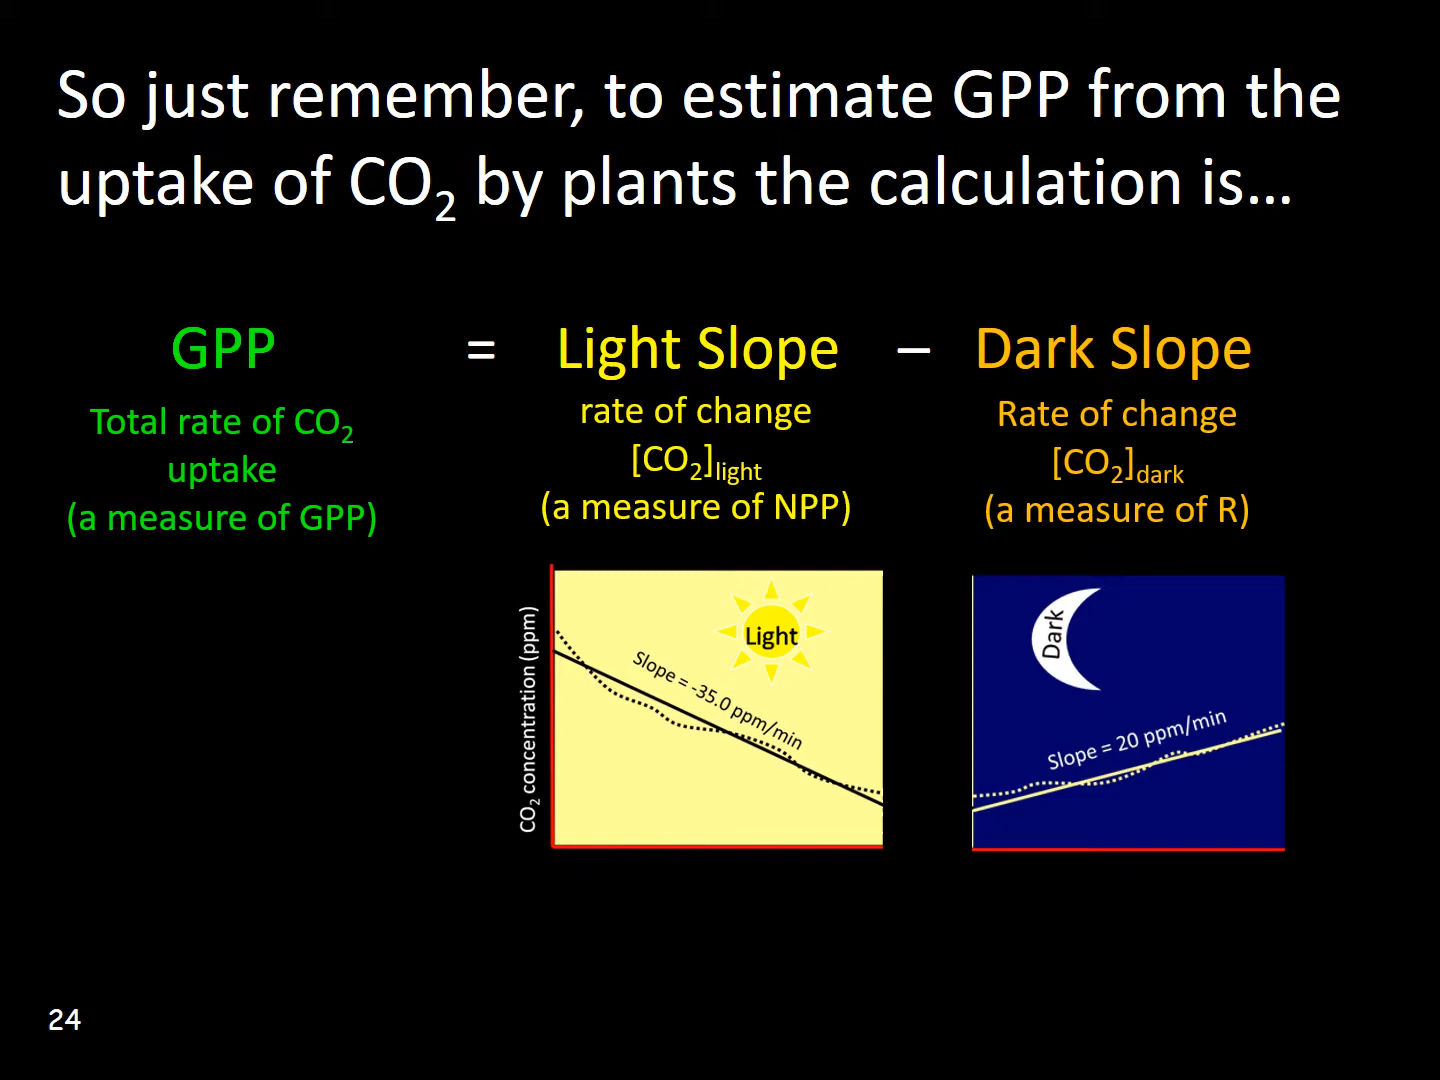 So just remember, to estimate GPP from the
uptake of CO₂ by plants the calculation is...
GPP = Light Slope – Dark Slope
Total rate of CO₂
uptake
(a measure of GPP)
rate of change
[CO₂]light
(a measure of NPP)
Rate of change
[CO₂]dark
(a measure of R)
CO₂ concentration (ppm)
Light
Slope = -35.0 ppm/min
Dark
Slope = 20 ppm/min
24